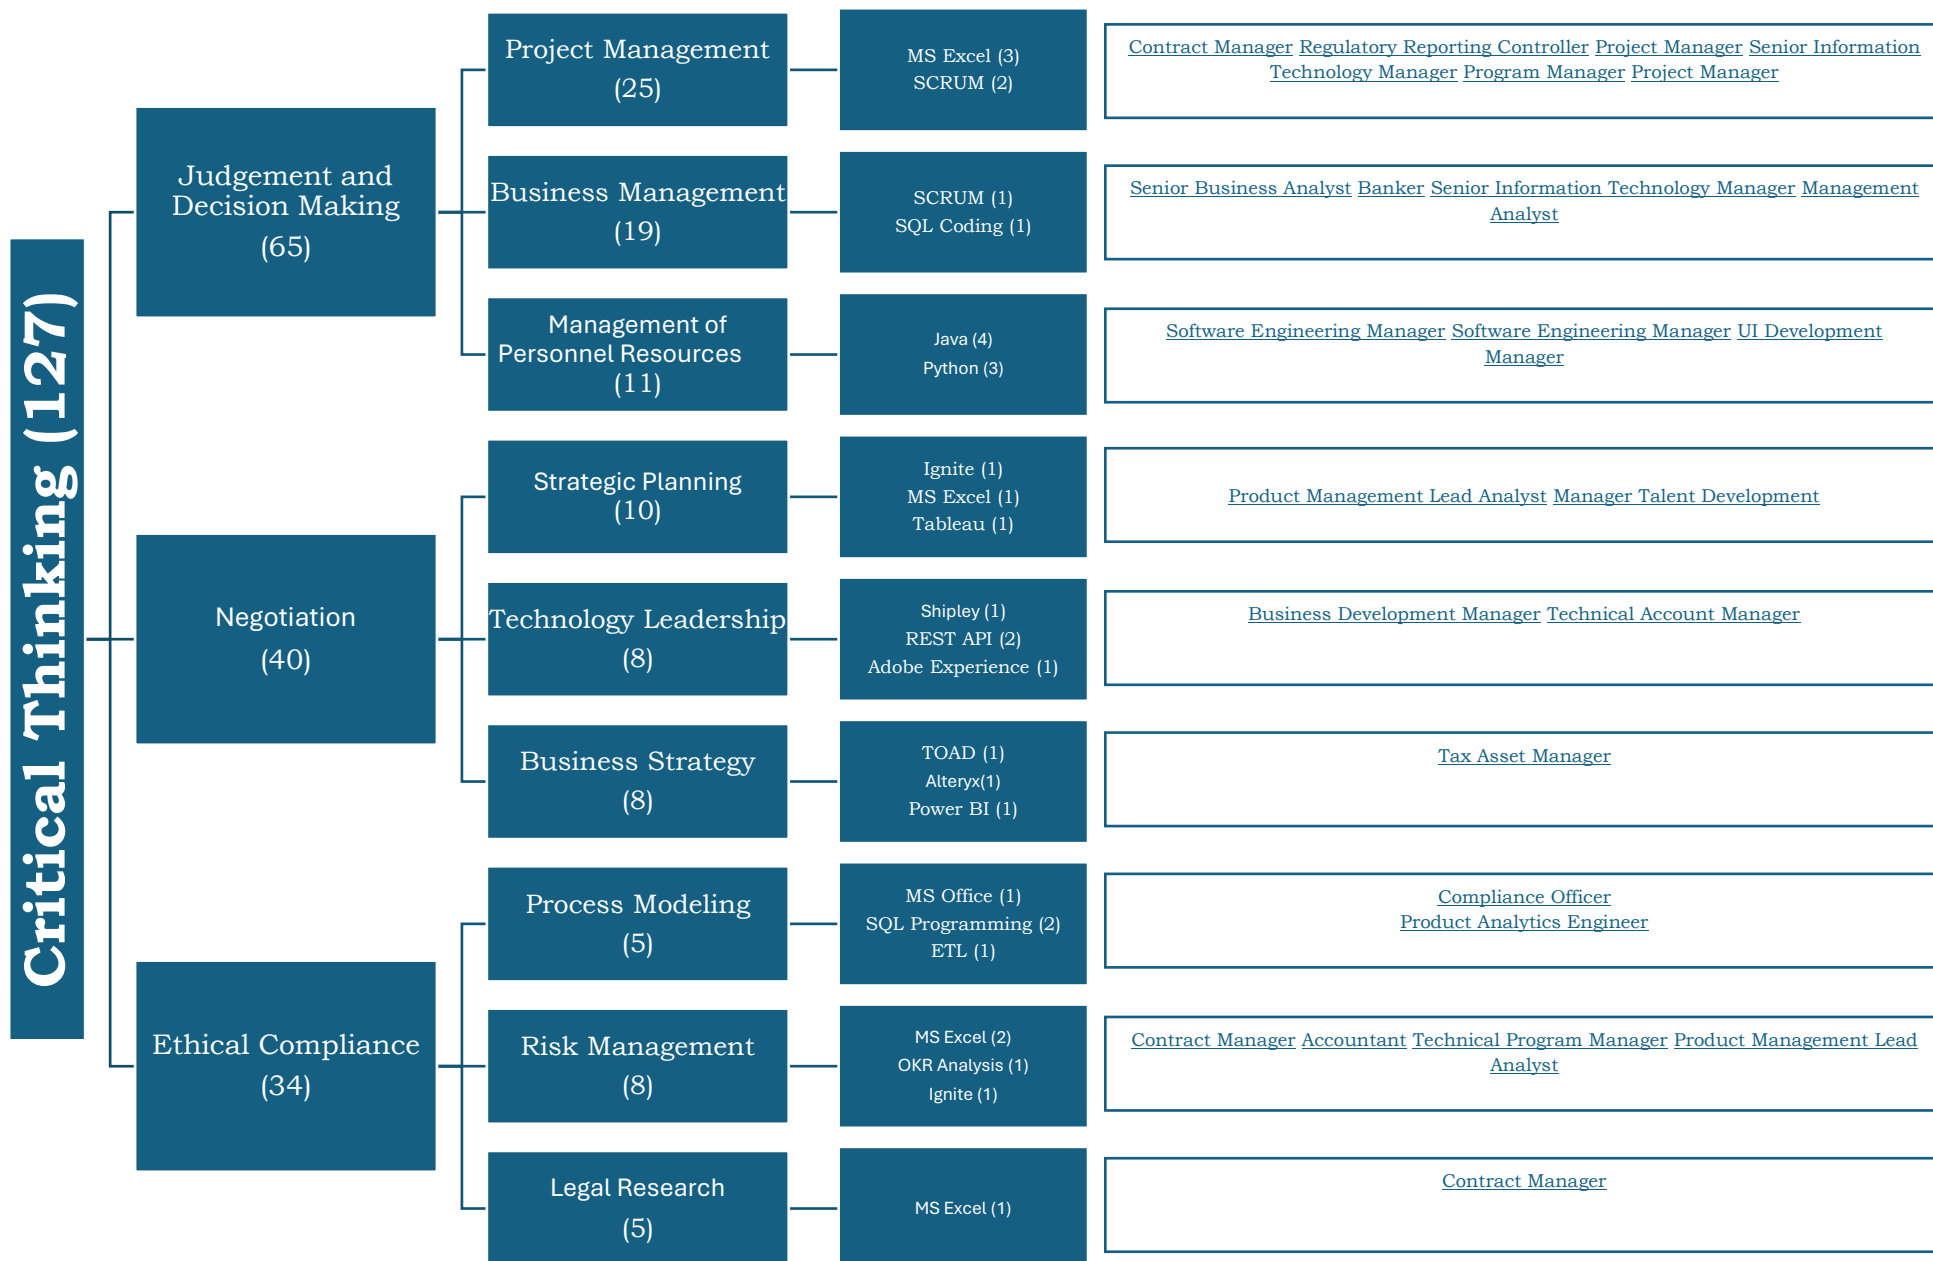 Critical Thinking (127)
Judgement and
Decision Making
(65)
Project Management
(25)
MS Excel (3)
SCRUM (2)
Contract Manager Regulatory Reporting Controller Project Manager Senior Information
Technology Manager Program Manager Project Manager
Business Management
(19)
SCRUM (1)
SQL Coding (1)
Senior Business Analyst Banker Senior Information Technology Manager Management
Analyst
Management of
Personnel Resources
(11)
Java (4)
Python (3)
Software Engineering Manager Software Engineering Manager UI Development
Manager
Negotiation
(40)
Strategic Planning
(10)
Ignite (1)
MS Excel (1)
Tableau (1)
Product Management Lead Analyst Manager Talent Development
Technology Leadership
(8)
Shipley (1)
REST API (2)
Adobe Experience (1)
Business Development Manager Technical Account Manager
Business Strategy
(8)
TOAD (1)
Alteryx(1)
Power BI (1)
Tax Asset Manager
Ethical Compliance
(34)
Process Modeling
(5)
MS Office (1)
SQL Programming (2)
ETL (1)
Compliance Officer
Product Analytics Engineer
Risk Management
(8)
MS Excel (2)
OKR Analysis (1)
Ignite (1)
Contract Manager Accountant Technical Program Manager Product Management Lead
Analyst
Legal Research
(5)
MS Excel (1)
Contract Manager